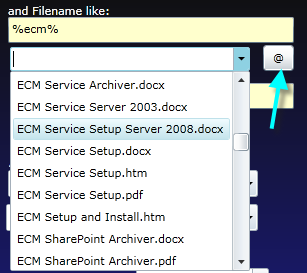 and Filename like:
%ecm%
@
ECM Service Archiver.docx
ECM Service Server 2003.docx
ECM Service Setup Server 2008.docx
ECM Service Setup.docx
ECM Service Setup.htm
ECM Service Setup.pdf
ECM Setup and Install.htm
ECM SharePoint Archiver.docx
ECM SharePoint Archiver.pdf